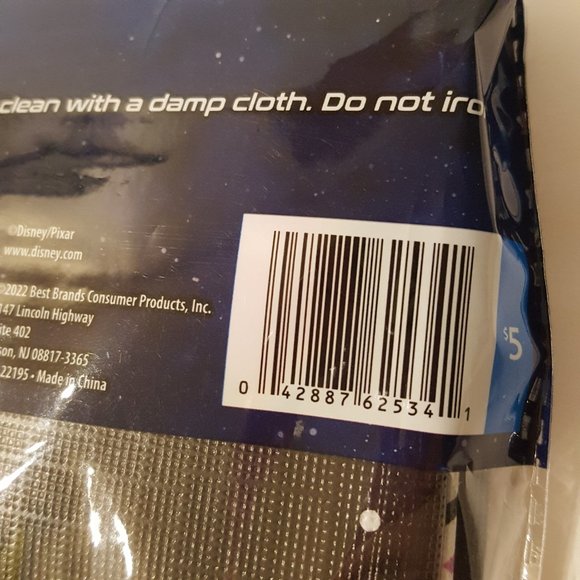 clean with a damp cloth. Do not iro
©Disney/Pixar
www.disney.com
©2022 Best Brands Consumer Products, Inc.
147 Lincoln Highway
ite 402
son, NJ 08817-3365
22195 • Made in China
$5
0 42887 62534 1